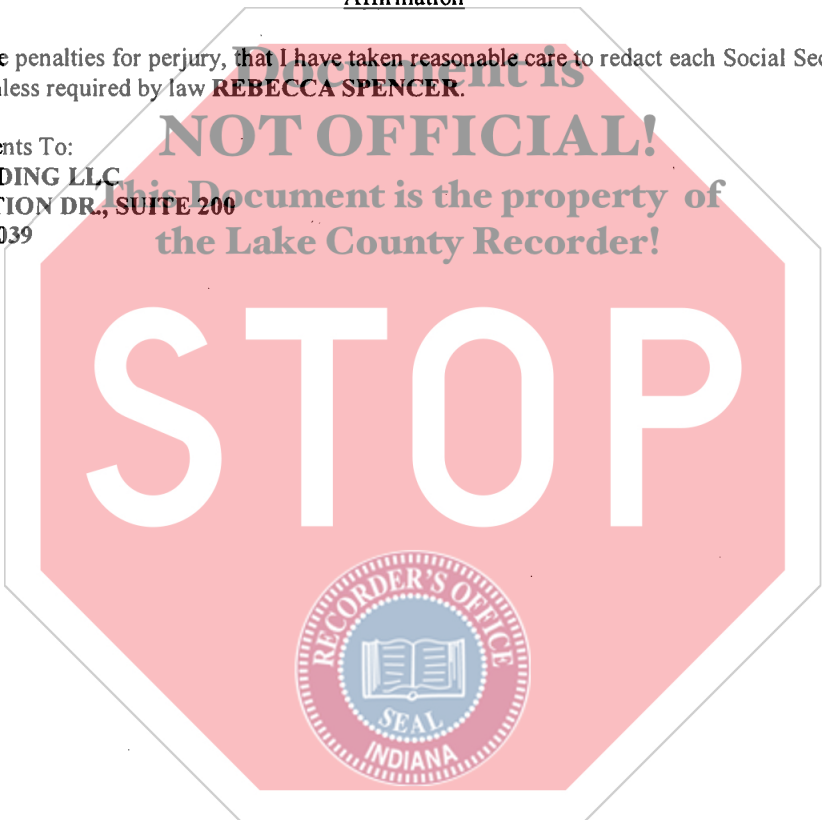 Affirmation
e penalties for perjury, that I have taken reasonable care to redact each Social Sec
less required by law REBECCA SPENCER.
nts To:
DING LLC
TION DR., SUITE 200
039
Document is
NOT OFFICIAL!
This Document is the property of
the Lake County Recorder!
STOP
RECORDER'S OFFICE
SEAL
INDIANA